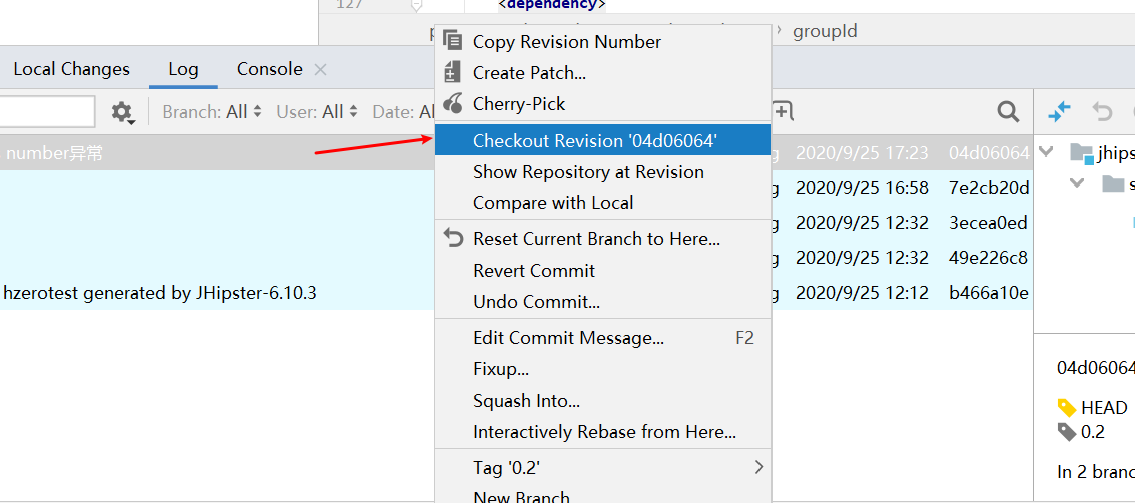 127
<dependency>
p
› groupId
Local Changes Log Console
Branch: All User: All Date: Al
Copy Revision Number
Create Patch...
Cherry-Pick
Checkout Revision '04d06064'
Show Repository at Revision
Compare with Local
Reset Current Branch to Here...
Revert Commit
Undo Commit...
Edit Commit Message... F2
Fixup...
Squash Into...
Interactively Rebase from Here...
Tag '0.2'
New Branch
number异常 g 2020/9/25 17:23 04d06064
g 2020/9/25 16:58 7e2cb20d
g 2020/9/25 12:32 3ecea0ed
g 2020/9/25 12:32 49e226c8
hzerotest generated by JHipster-6.10.3 g 2020/9/25 12:12 b466a10e
jhips
s
04d06064
HEAD
0.2
In 2 branc